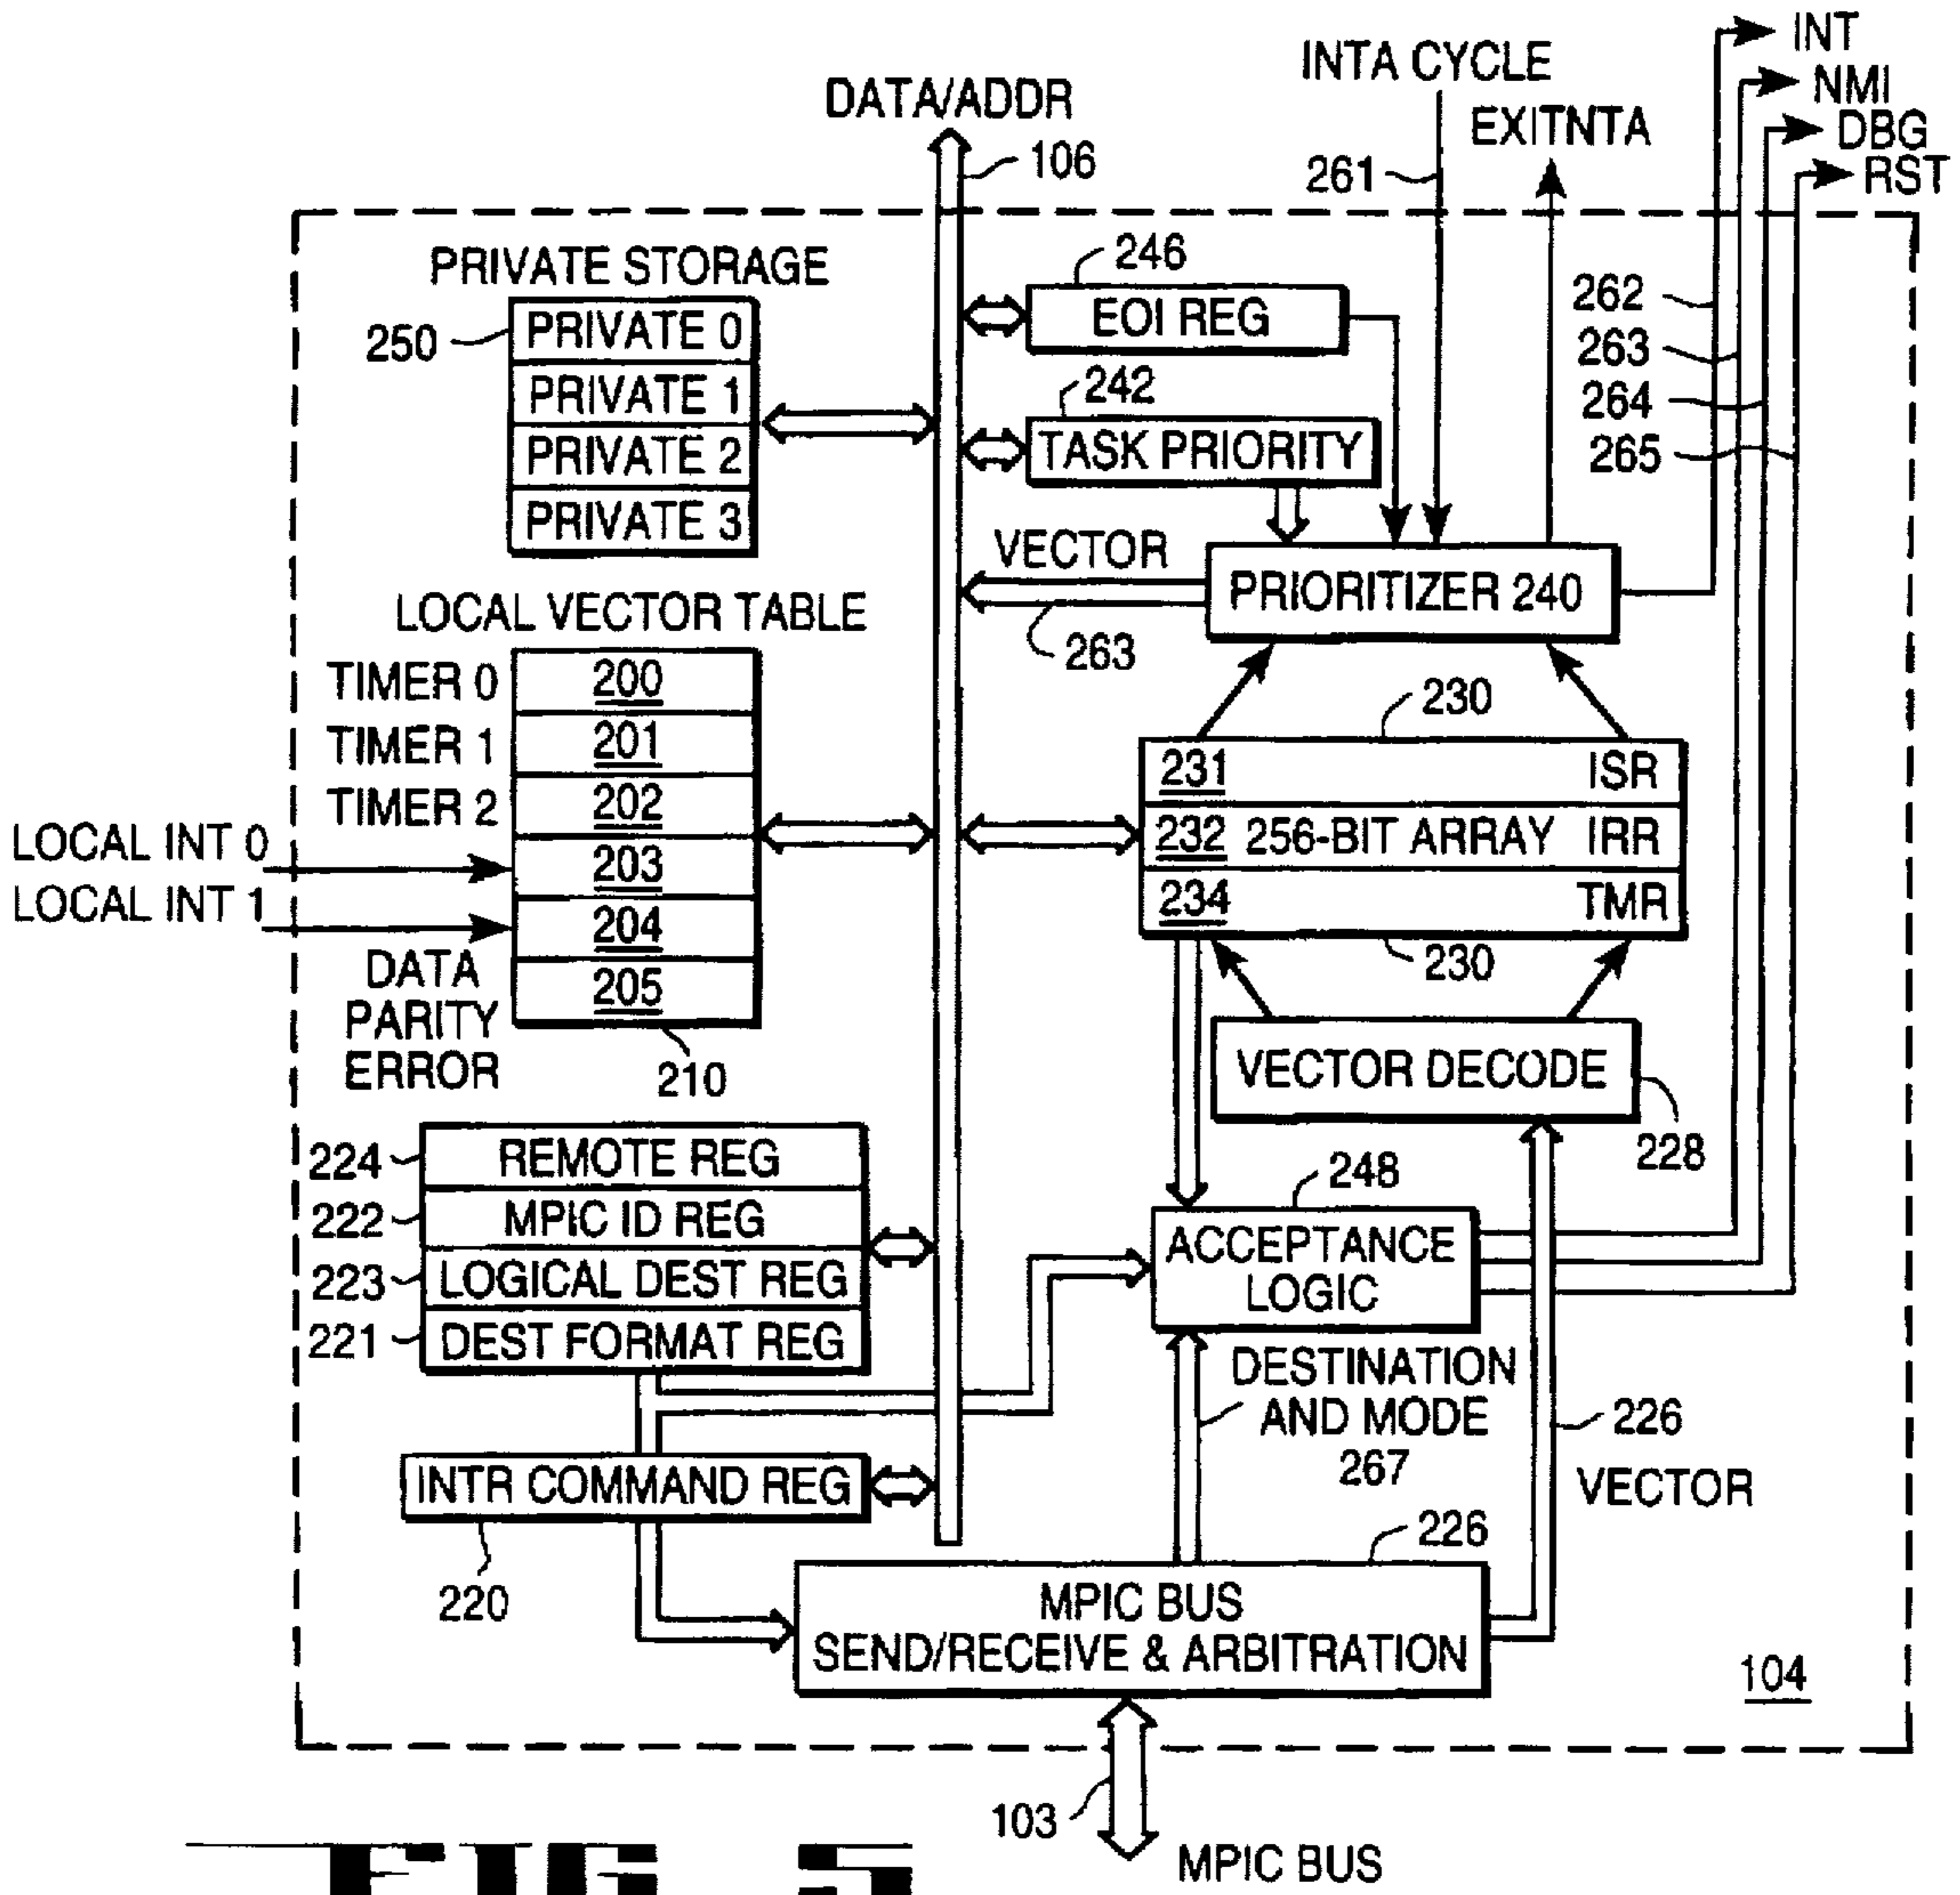 INT
NMI
DBG
RST
INTA CYCLE
EXITNTA
DATA/ADDR
106
261
PRIVATE STORAGE
250
PRIVATE 0
PRIVATE 1
PRIVATE 2
PRIVATE 3
246
EOI REG
242
TASK PRIORITY
262
263
264
265
VECTOR
263
PRIORITIZER 240
LOCAL VECTOR TABLE
TIMER 0 200
TIMER 1 201
TIMER 2 202
LOCAL INT 0 203
LOCAL INT 1 204
DATA
PARITY
ERROR
205
210
230
231 ISR
232 256-BIT ARRAY IRR
234 TMR
230
VECTOR DECODE
228
224 REMOTE REG
222 MPIC ID REG
223 LOGICAL DEST REG
221 DEST FORMAT REG
248
ACCEPTANCE
LOGIC
DESTINATION
AND MODE
267
226
VECTOR
INTR COMMAND REG
220
226
MPIC BUS
SEND/RECEIVE & ARBITRATION
104
103
MPIC BUS
FIG 5